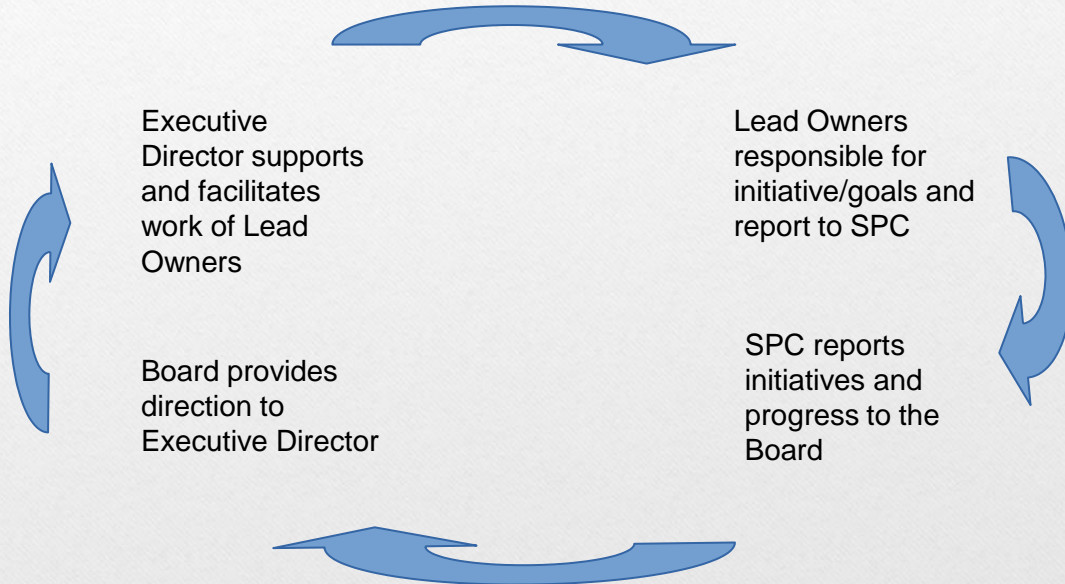 Executive
Director supports
and facilitates
work of Lead
Owners
Lead Owners
responsible for
initiative/goals and
report to SPC
SPC reports
initiatives and
progress to the
Board
Board provides
direction to
Executive Director